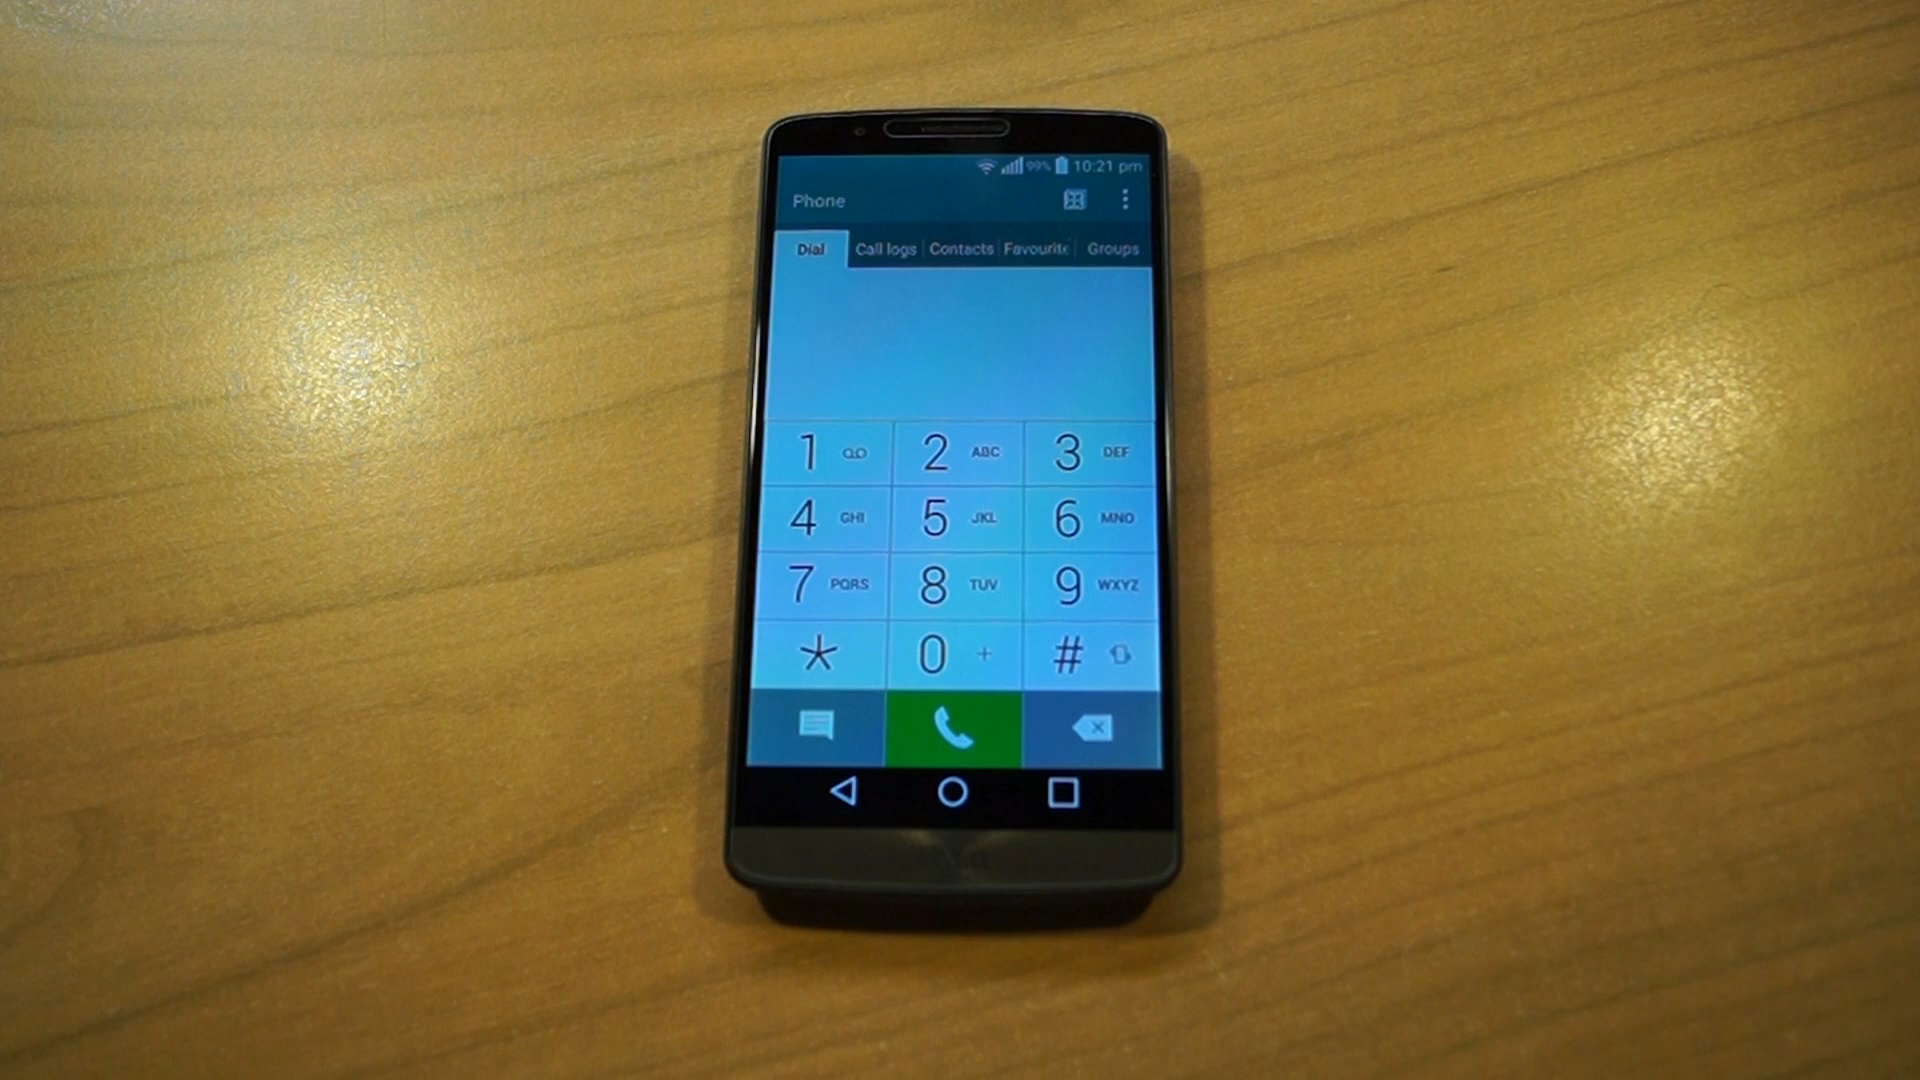 99% 10:21 pm
Phone
Dial Call logs Contacts Favourite Groups
1 2 ABC 3 DEF
4 GHI 5 JKL 6 MNO
7 PQRS 8 TUV 9 WXYZ
* 0 + #